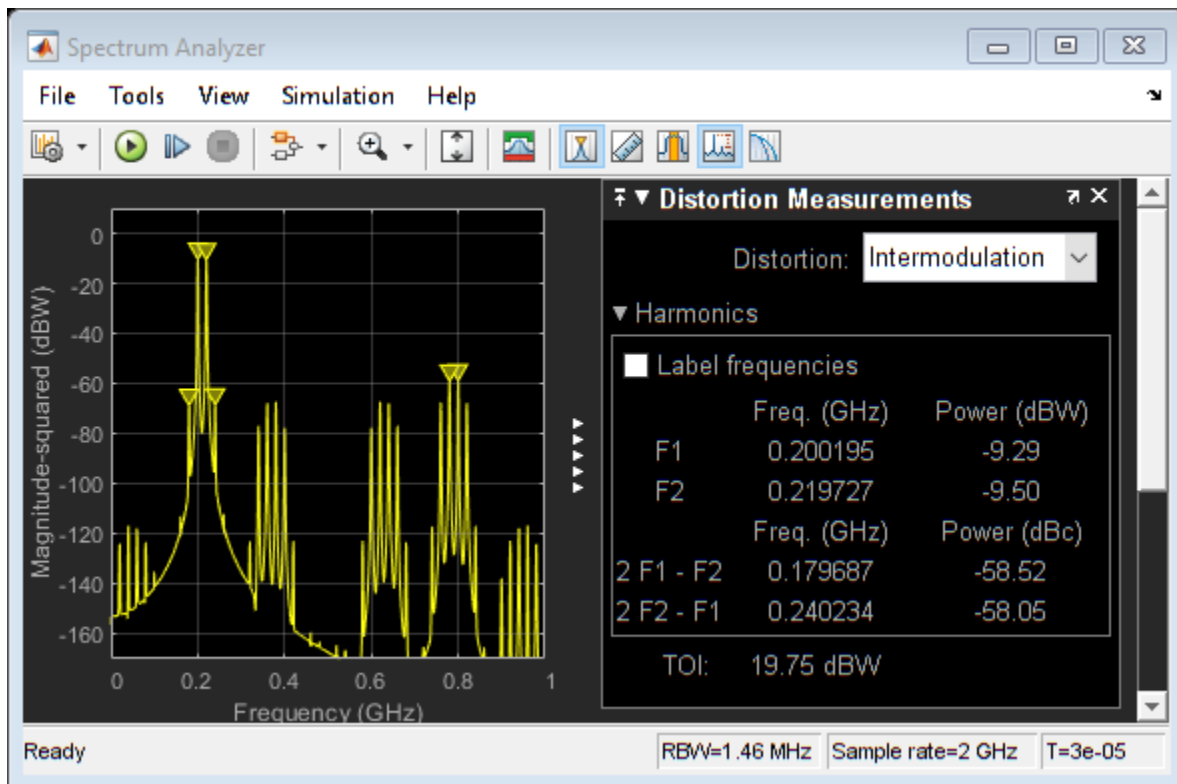 Spectrum Analyzer
File Tools View Simulation Help
Distortion Measurements
Distortion: Intermodulation
Harmonics
Label frequencies
Freq. (GHz) Power (dBW)
F1 0.200195 -9.29
F2 0.219727 -9.50
Freq. (GHz) Power (dBc)
2 F1 - F2 0.179687 -58.52
2 F2 - F1 0.240234 -58.05
TOI: 19.75 dBW
Magnitude-squared (dBW)
0
-20
-40
-60
-80
-100
-120
-140
-160
0 0.2 0.4 0.6 0.8 1
Frequency (GHz)
Ready RBW=1.46 MHz Sample rate=2 GHz T=3e-05